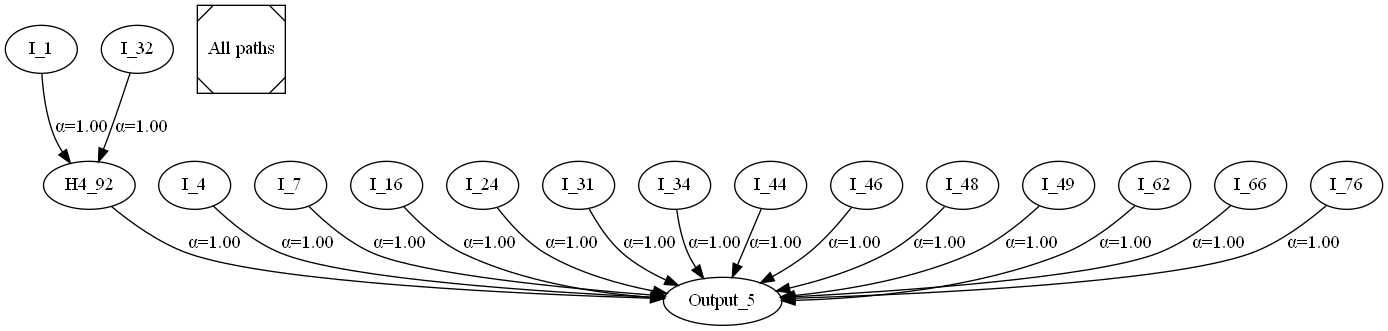 I_1
I_32
All paths
α=1.00
α=1.00
H4_92
I_4
I_7
I_16
I_24
I_31
I_34
I_44
I_46
I_48
I_49
I_62
I_66
I_76
α=1.00
α=1.00
α=1.00
α=1.00
α=1.00
α=1.00
α=1.00
α=1.00
α=1.00
α=1.00
α=1.00
α=1.00
α=1.00
α=1.00
Output_5